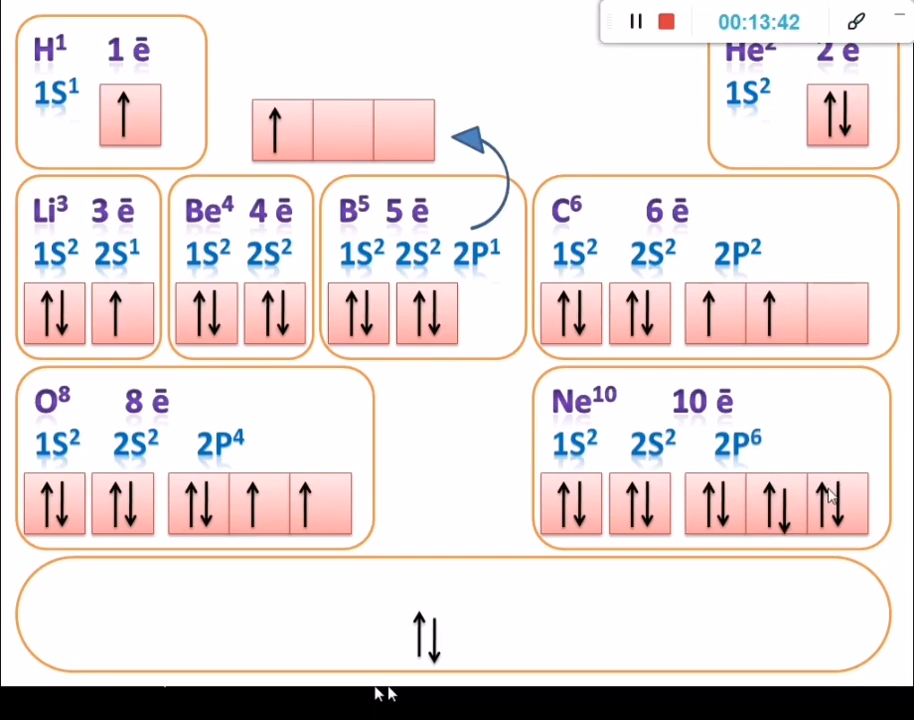 00:13:42
H¹ 1 ē
1S¹
He² 2 ē
1S²
Li³ 3 ē
1S² 2S¹
Be⁴ 4 ē
1S² 2S²
B⁵ 5 ē
1S² 2S² 2P¹
C⁶ 6 ē
1S² 2S² 2P²
O⁸ 8 ē
1S² 2S² 2P⁴
Ne¹⁰ 10 ē
1S² 2S² 2P⁶